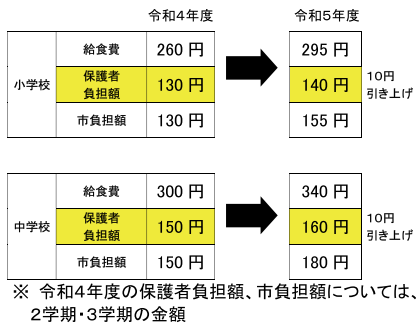 令和4年度 令和5年度
給食費 260 円 295 円
小学校 保護者負担額 130 円 140 円 10円引き上げ
市負担額 130 円 155 円
給食費 300 円 340 円
中学校 保護者負担額 150 円 160 円 10円引き上げ
市負担額 150 円 180 円
※ 令和4年度の保護者負担額、市負担額については、
2学期・3学期の金額